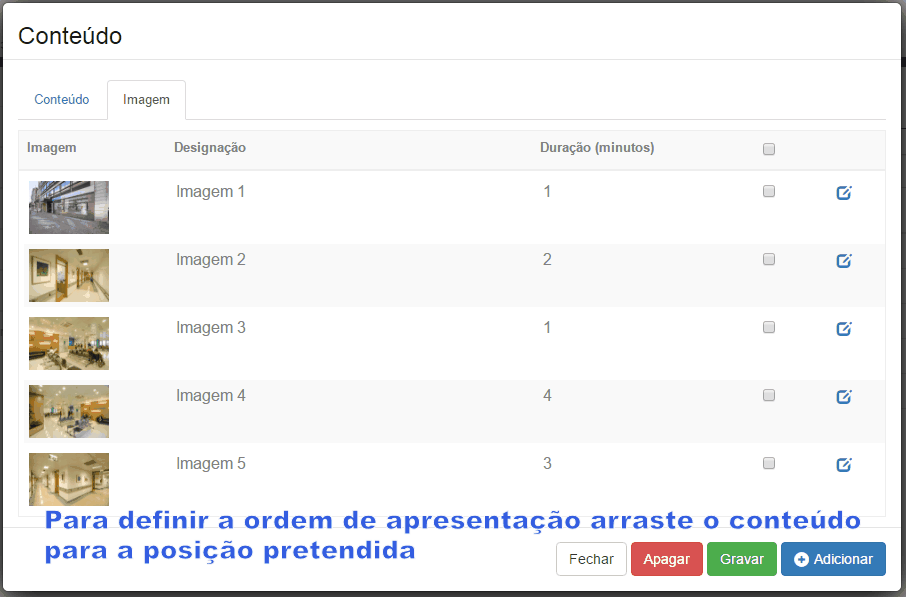 Conteúdo
Conteúdo Imagem
Imagem Designação Duração (minutos)
Imagem 1 1
Imagem 2 2
Imagem 3 1
Imagem 4 4
Imagem 5 3
Para definir a ordem de apresentação arraste o conteúdo
para a posição pretendida
Fechar Apagar Gravar Adicionar